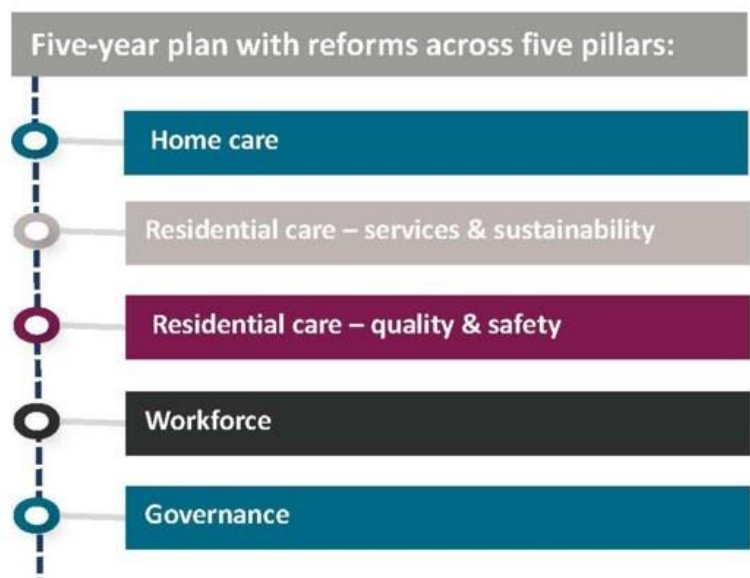 Five-year plan with reforms across five pillars:
Home care
Residential care – services & sustainability
Residential care – quality & safety
Workforce
Governance